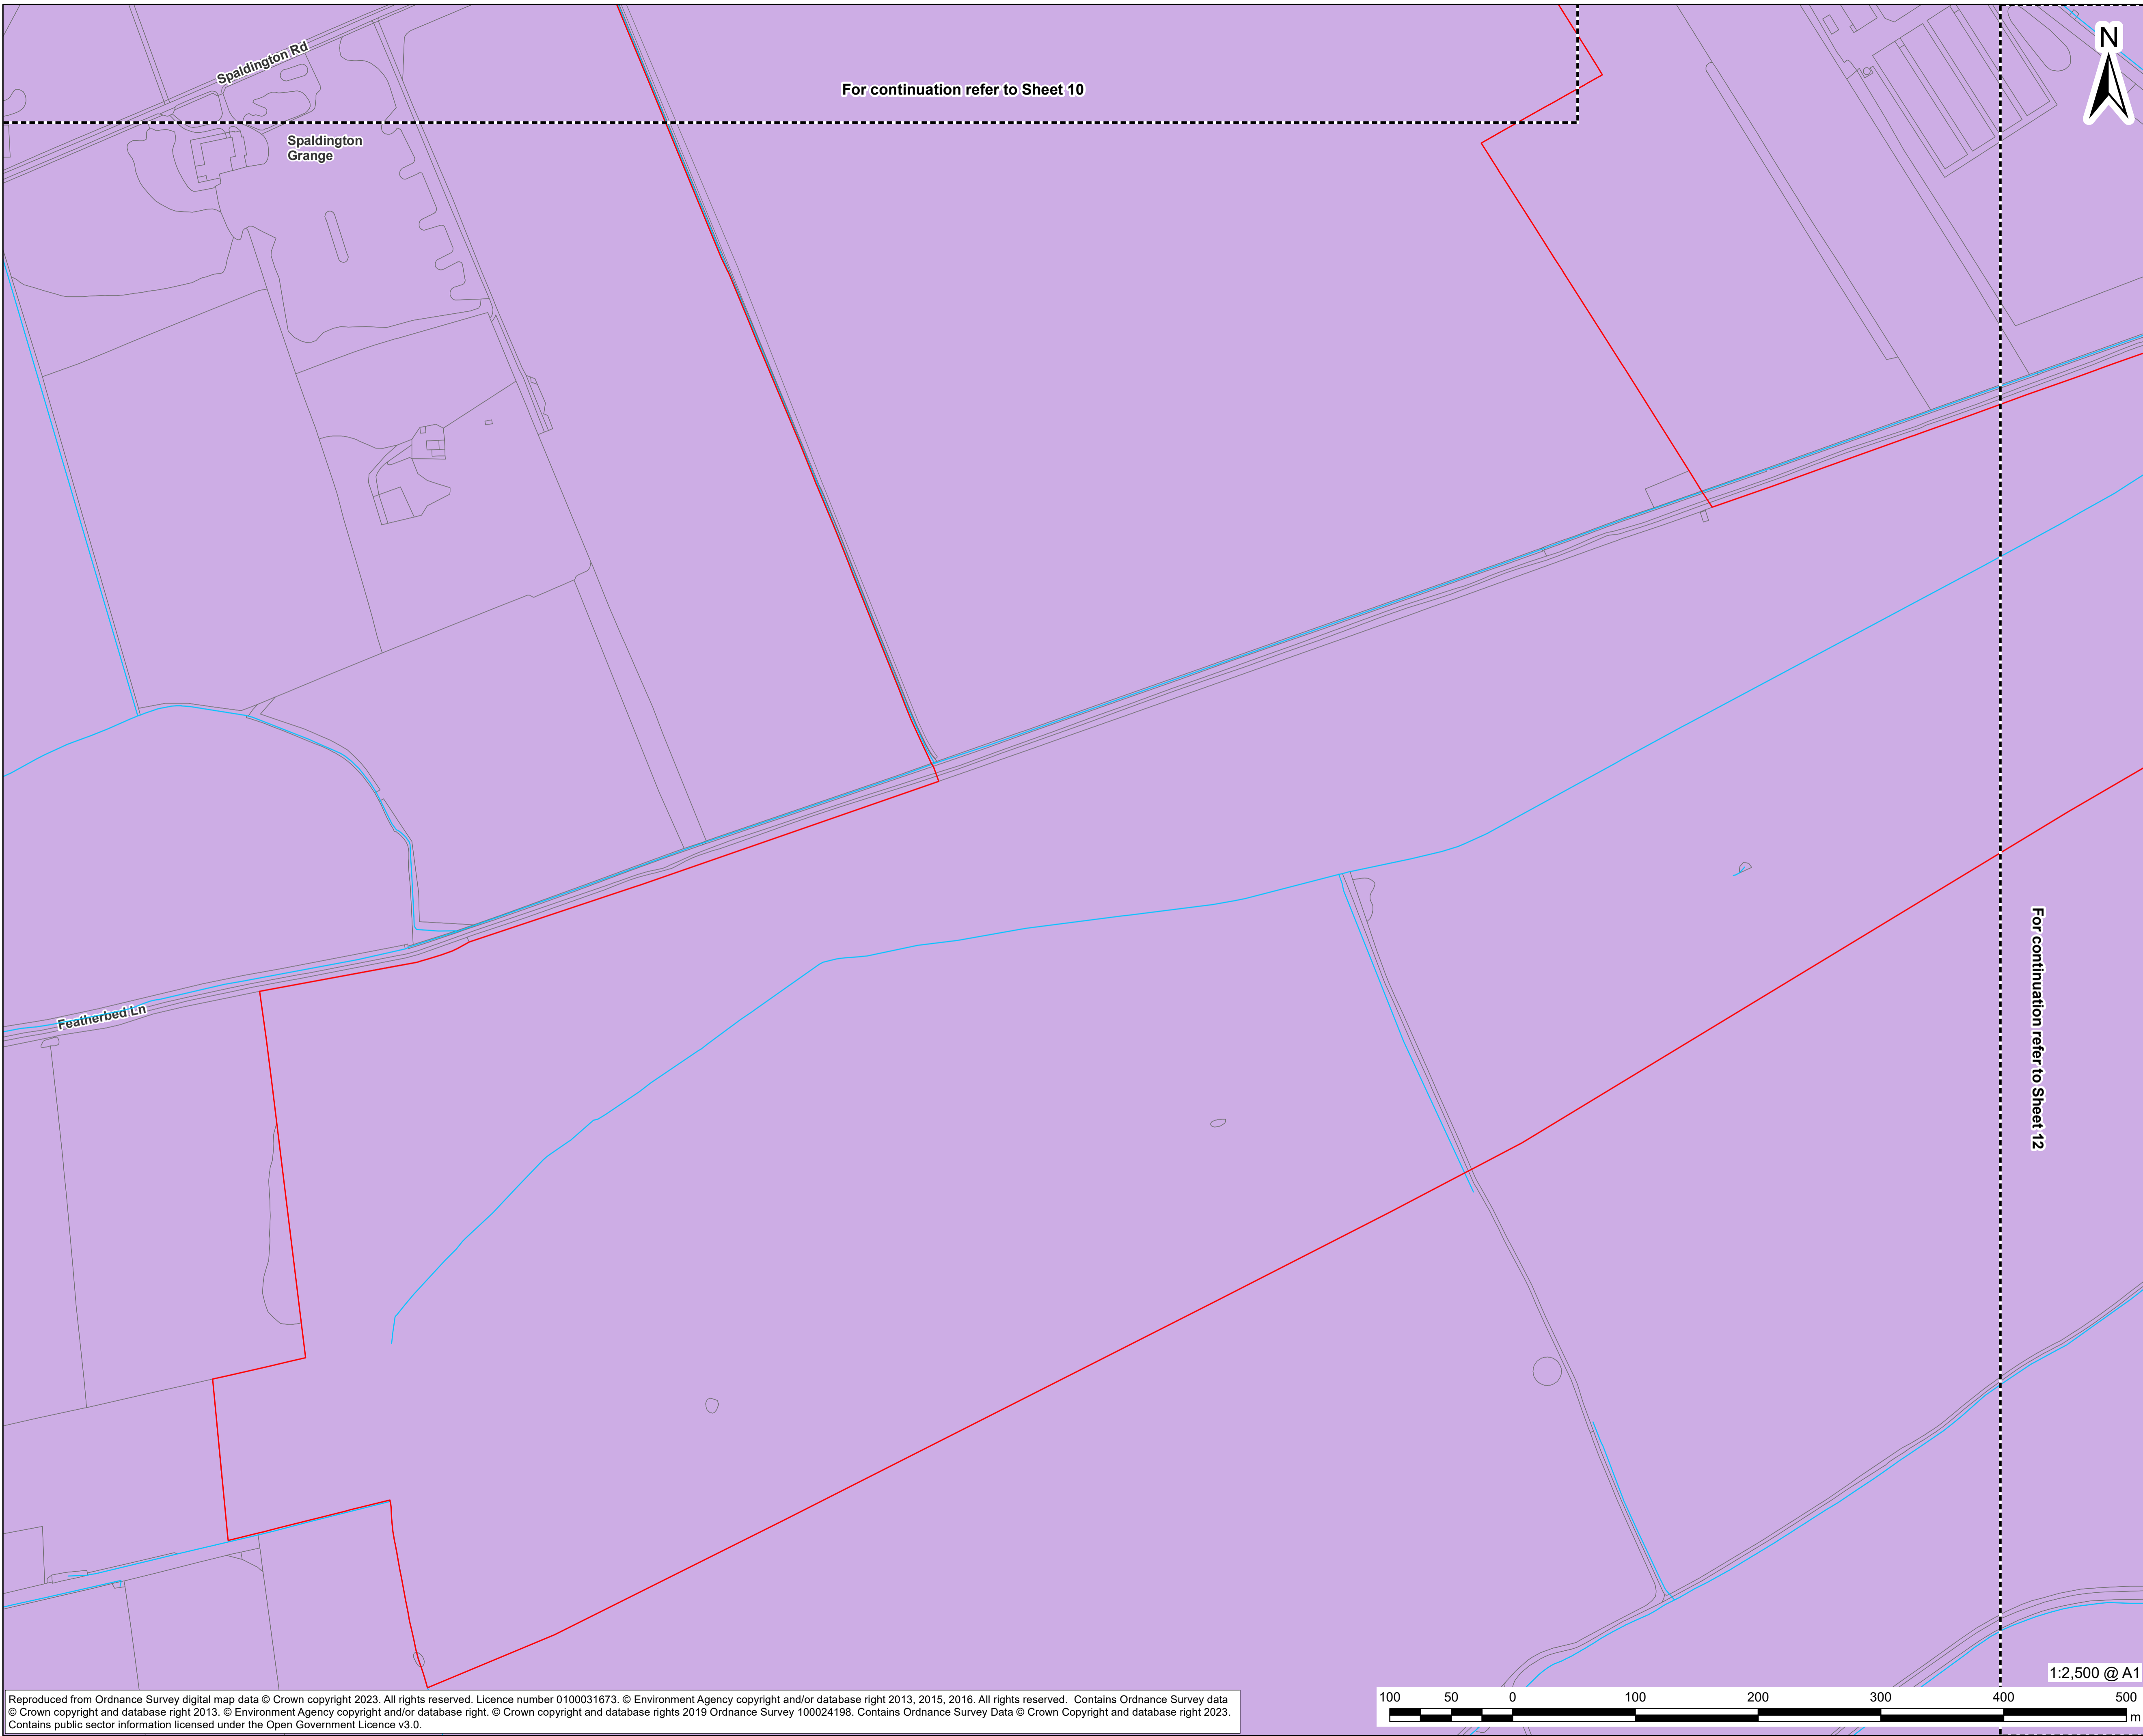 Spaldington Rd
For continuation refer to Sheet 10
N
Spaldington
Grange
For continuation refer to Sheet 12
Featherbed Ln
1:2,500 @ A1
100 50 0 100 200 300 400 500
m
Reproduced from Ordnance Survey digital map data © Crown copyright 2023. All rights reserved. Licence number 0100031673. © Environment Agency copyright and/or database right 2013, 2015, 2016. All rights reserved. Contains Ordnance Survey data
© Crown copyright and database right 2013. © Environment Agency copyright and/or database right. © Crown copyright and database rights 2019 Ordnance Survey 100024198. Contains Ordnance Survey Data © Crown Copyright and database right 2023.
Contains public sector information licensed under the Open Government Licence v3.0.